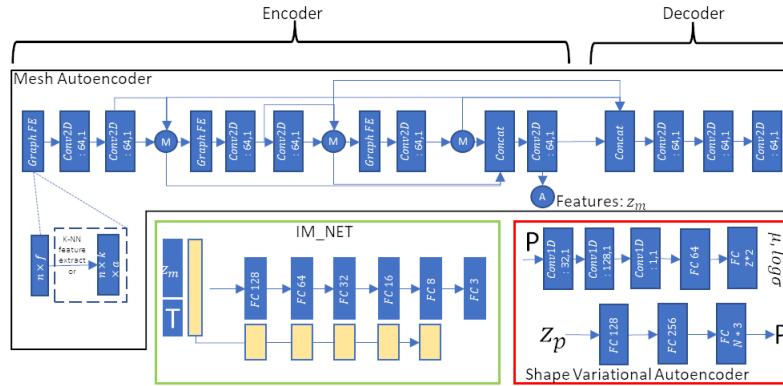 Encoder
Decoder
Mesh Autoencoder
Graph FE
Conv2D
: 64,1
Conv2D
: 64,1
M
Graph FE
Conv2D
: 64,1
Conv2D
: 64,1
M
Graph FE
Conv2D
: 64,1
M
Concat
Conv2D
: 64,1
Concat
Conv2D
: 64,1
Conv2D
: 64,1
Conv2D
: 64,1
A
Features: z_m
n × f
K-NN
feature
extract
or
n × k
× a
IM_NET
z_m
T
FC 128
FC 64
FC 32
FC 16
FC 8
FC 3
P
Conv1D
: 32,1
Conv1D
: 128,1
Conv1D
: 1,1
FC 64
FC
z*2
μ, logσ
z_p
FC 128
FC 256
FC
N * 3
P
Shape Variational Autoencoder